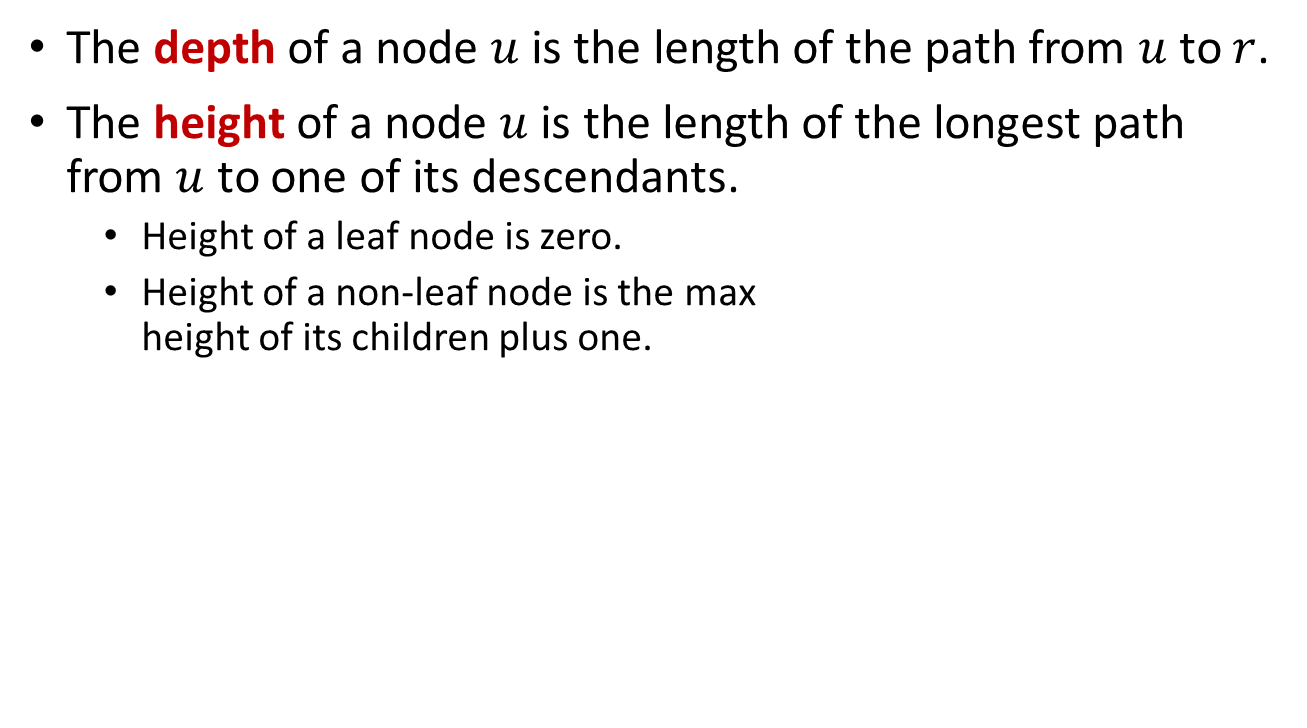 • The depth of a node u is the length of the path from u to r.
• The height of a node u is the length of the longest path
from u to one of its descendants.
• Height of a leaf node is zero.
• Height of a non-leaf node is the max
height of its children plus one.